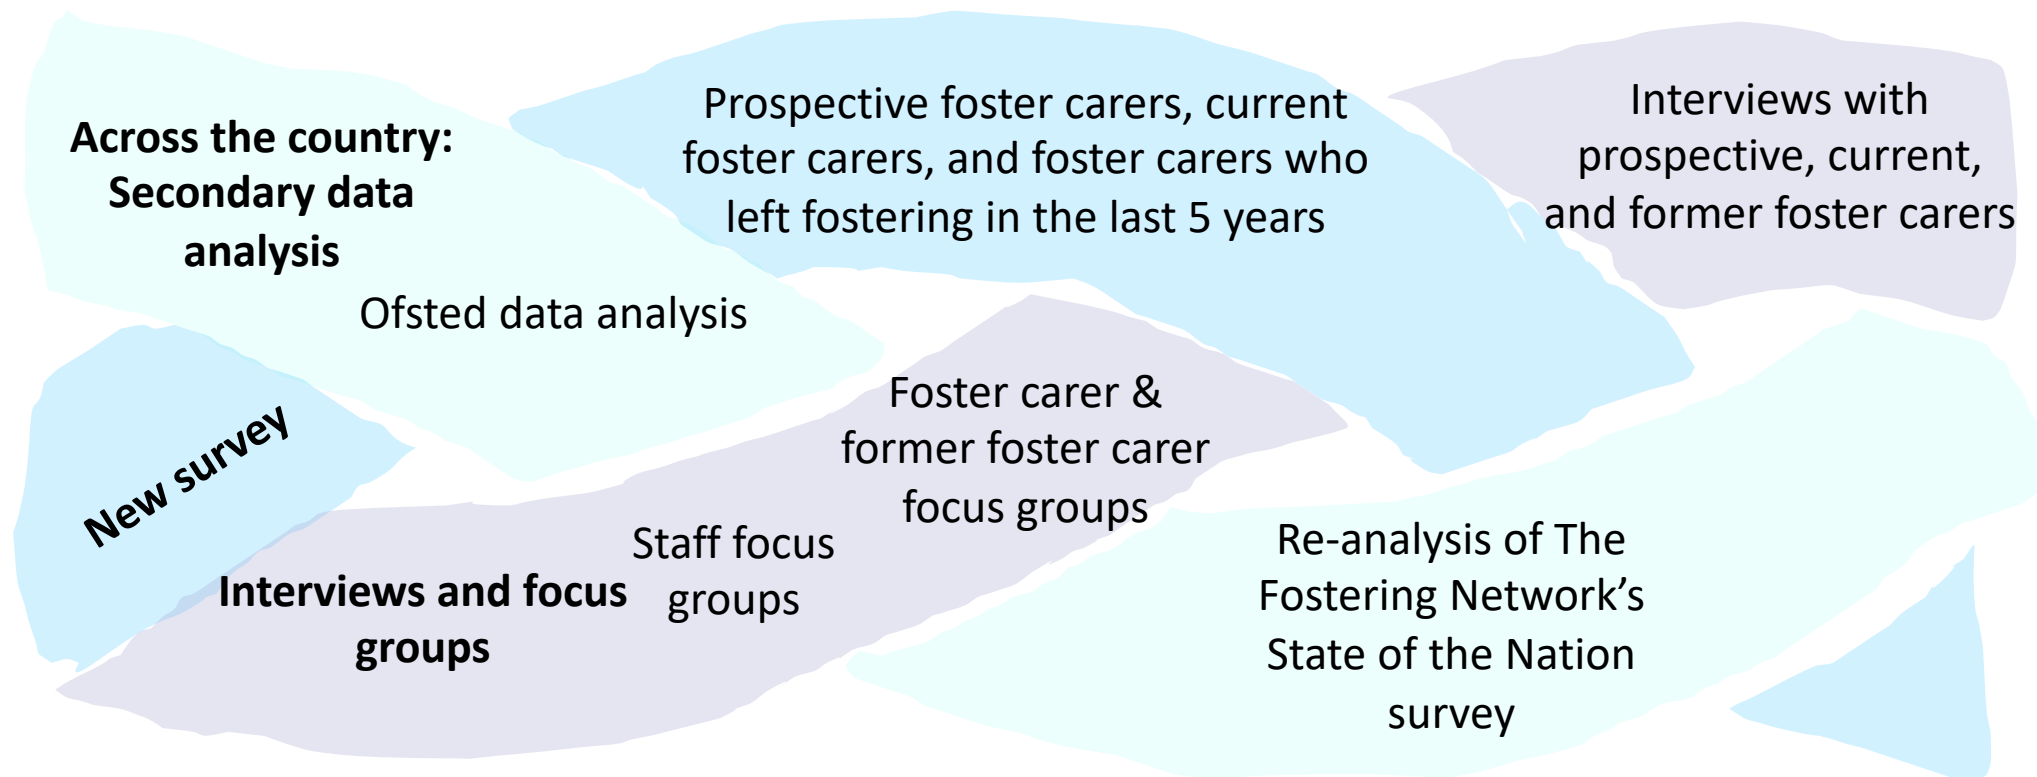 Across the country:
Secondary data
analysis
Ofsted data analysis
Prospective foster carers, current
foster carers, and foster carers who
left fostering in the last 5 years
Interviews with
prospective, current,
and former foster carers
New survey
Interviews and focus
groups
Staff focus
groups
Foster carer &
former foster carer
focus groups
Re-analysis of The
Fostering Network’s
State of the Nation
survey